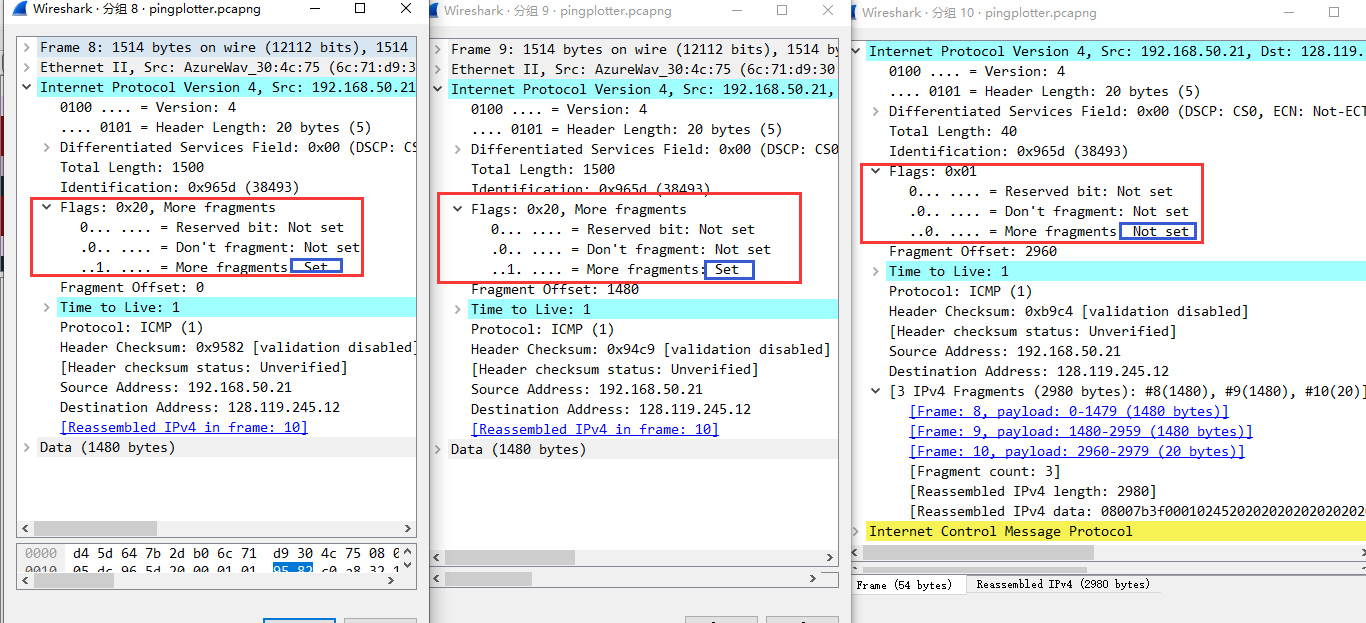 Wireshark · 分组 8 · pingplotter.pcapng
Frame 8: 1514 bytes on wire (12112 bits), 1514
Ethernet II, Src: AzureWav_30:4c:75 (6c:71:d9:3
Internet Protocol Version 4, Src: 192.168.50.21
0100 .... = Version: 4
.... 0101 = Header Length: 20 bytes (5)
Differentiated Services Field: 0x00 (DSCP: CS
Total Length: 1500
Identification: 0x965d (38493)
Flags: 0x20, More fragments
0... .... = Reserved bit: Not set
.0.. .... = Don't fragment: Not set
..1. .... = More fragments: Set
Fragment Offset: 0
Time to Live: 1
Protocol: ICMP (1)
Header Checksum: 0x9582 [validation disabled]
[Header checksum status: Unverified]
Source Address: 192.168.50.21
Destination Address: 128.119.245.12
[Reassembled IPv4 in frame: 10]
Data (1480 bytes)
0000 d4 5d 64 7b 2d b0 6c 71 d9 30 4c 75 08 0
0010 05 dc 96 5d 20 00 01 01 95 82 c0 a8 32 1
Wireshark · 分组 9 · pingplotter.pcapng
Frame 9: 1514 bytes on wire (12112 bits), 1514 by
Ethernet II, Src: AzureWav_30:4c:75 (6c:71:d9:30
Internet Protocol Version 4, Src: 192.168.50.21,
0100 .... = Version: 4
.... 0101 = Header Length: 20 bytes (5)
Differentiated Services Field: 0x00 (DSCP: CS0
Total Length: 1500
Identification: 0x965d (38493)
Flags: 0x20, More fragments
0... .... = Reserved bit: Not set
.0.. .... = Don't fragment: Not set
..1. .... = More fragments: Set
Fragment Offset: 1480
Time to Live: 1
Protocol: ICMP (1)
Header Checksum: 0x94c9 [validation disabled]
[Header checksum status: Unverified]
Source Address: 192.168.50.21
Destination Address: 128.119.245.12
[Reassembled IPv4 in frame: 10]
Data (1480 bytes)
Wireshark · 分组 10 · pingplotter.pcapng
Internet Protocol Version 4, Src: 192.168.50.21, Dst: 128.119.
0100 .... = Version: 4
.... 0101 = Header Length: 20 bytes (5)
Differentiated Services Field: 0x00 (DSCP: CS0, ECN: Not-ECT
Total Length: 40
Identification: 0x965d (38493)
Flags: 0x01
0... .... = Reserved bit: Not set
.0.. .... = Don't fragment: Not set
..0. .... = More fragments Not set
Fragment Offset: 2960
Time to Live: 1
Protocol: ICMP (1)
Header Checksum: 0xb9c4 [validation disabled]
[Header checksum status: Unverified]
Source Address: 192.168.50.21
Destination Address: 128.119.245.12
[3 IPv4 Fragments (2980 bytes): #8(1480), #9(1480), #10(20)]
[Frame: 8, payload: 0-1479 (1480 bytes)]
[Frame: 9, payload: 1480-2959 (1480 bytes)]
[Frame: 10, payload: 2960-2979 (20 bytes)]
[Fragment count: 3]
[Reassembled IPv4 length: 2980]
[Reassembled IPv4 data: 08007b3f0001024520202020202020202020
Internet Control Message Protocol
Frame (54 bytes)
Reassembled IPv4 (2980 bytes)